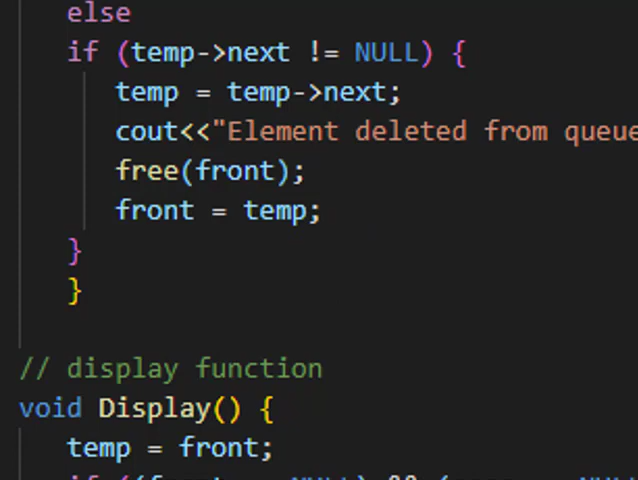 else
if (temp->next != NULL) {
temp = temp->next;
cout<<"Element deleted from queue
free(front);
front = temp;
}
}
// display function
void Display() {
temp = front;